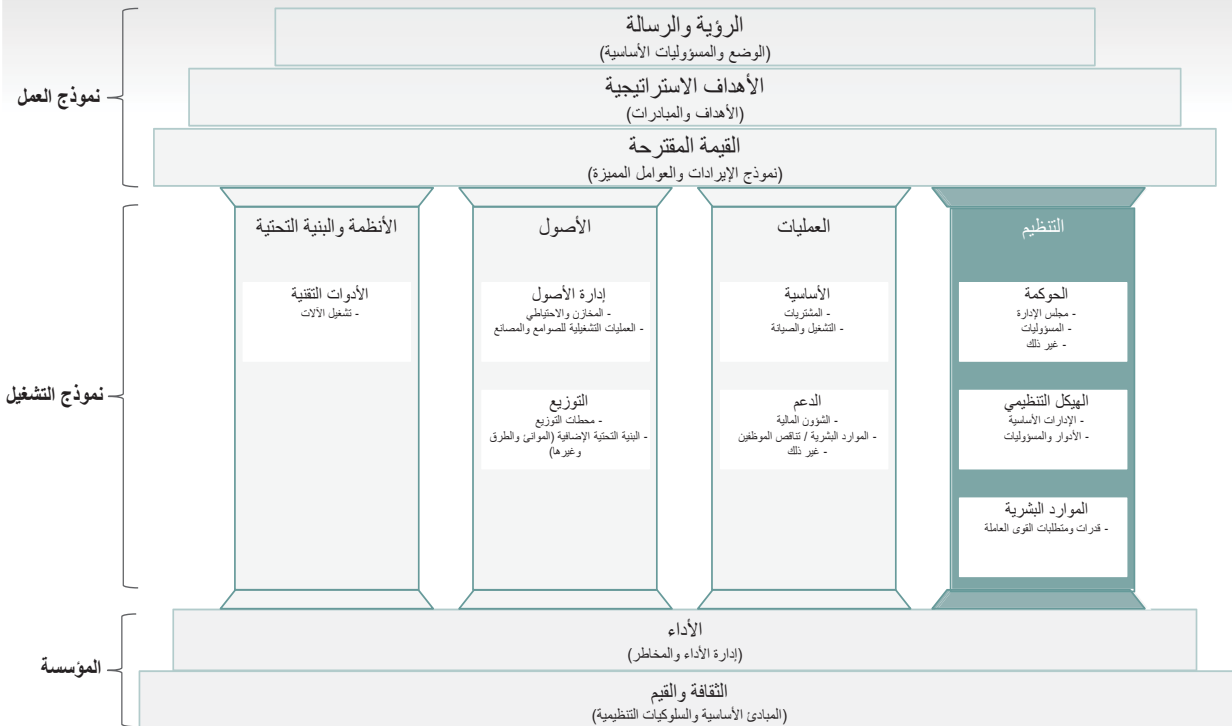 الرؤية والرسالة
(الوضع والمسؤوليات الأساسية)
الأهداف الاستراتيجية
(الأهداف والمبادرات)
القيمة المقترحة
(نموذج الإيرادات والعوامل المميزة)
نموذج العمل
التنظيم
الحوكمة
- مجلس الإدارة
- المسؤوليات
- غير ذلك
الهيكل التنظيمي
- الإدارات الأساسية
- الأدوار والمسؤوليات
الموارد البشرية
- قدرات ومتطلبات القوى العاملة
العمليات
الأساسية
- المشتريات
- التشغيل والصيانة
الدعم
- الشؤون المالية
- الموارد البشرية / تناقص الموظفين
- غير ذلك
الأصول
إدارة الأصول
- المخازن والاحتياطي
- العمليات التشغيلية للصوامع والمصانع
التوزيع
- محطات التوزيع
- البنية التحتية الإضافية (الموانئ والطرق
وغيرها)
الأنظمة والبنية التحتية
الأدوات التقنية
- تشغيل الآلات
نموذج التشغيل
الأداء
(إدارة الأداء والمخاطر)
الثقافة والقيم
(المبادئ الأساسية والسلوكيات التنظيمية)
المؤسسة